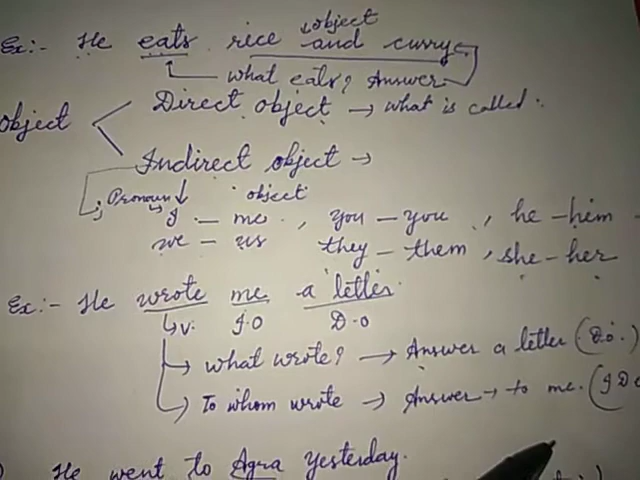 object
Ex:- He eats rice and curry
what eats? Answer
object
Direct object → what is called.
Indirect object →
Pronoun object
I - me , you - you , he - him -
we - us they - them , she - her
Ex:- He wrote me a letter.
V. I.O D.O
what wrote? → Answer a letter (D.O.)
To whom wrote → Answer → to me. (I DO
He went to Agra yesterday.